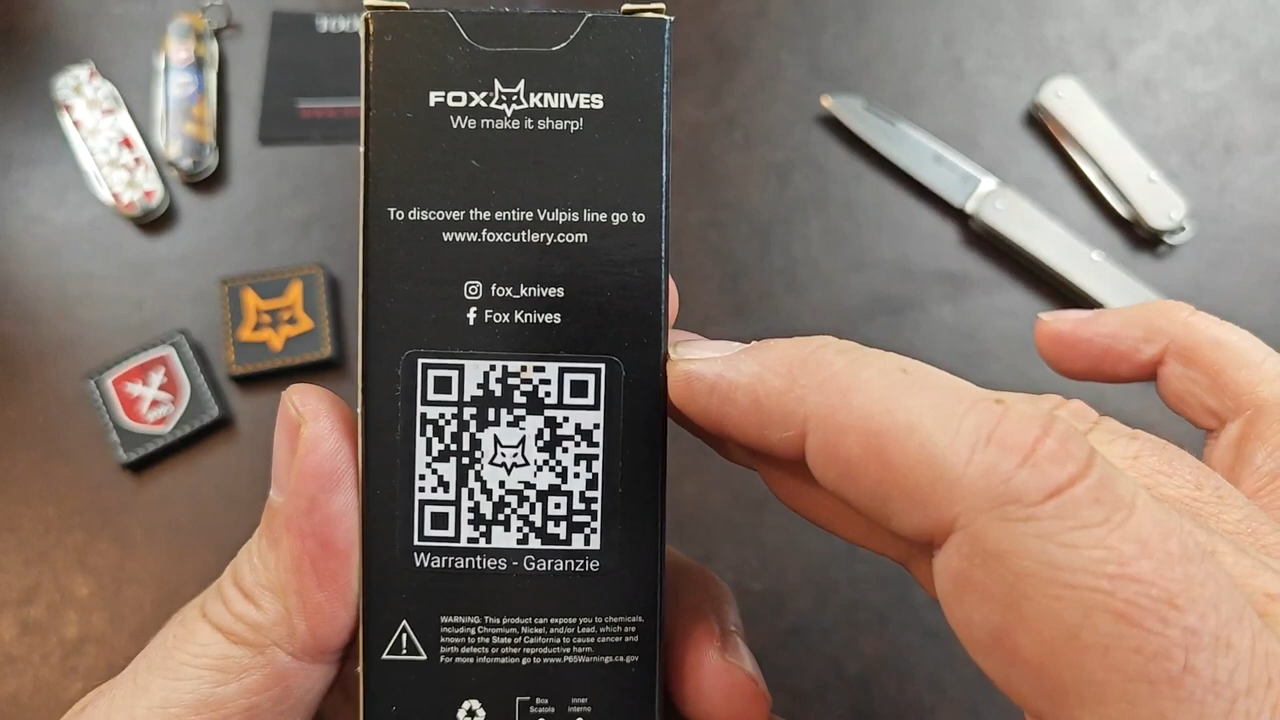 FOX KNIVES
We make it sharp!
To discover the entire Vulpis line go to
www.foxcutlery.com
fox_knives
Fox Knives
Warranties - Garanzie
WARNING: This product can expose you to chemicals,
including Chromium, Nickel, and/or Lead, which are
known to the State of California to cause cancer and
birth defects or other reproductive harm.
For more information go to www.P65Warnings.ca.gov
Box
Scatola
Inner
Interno